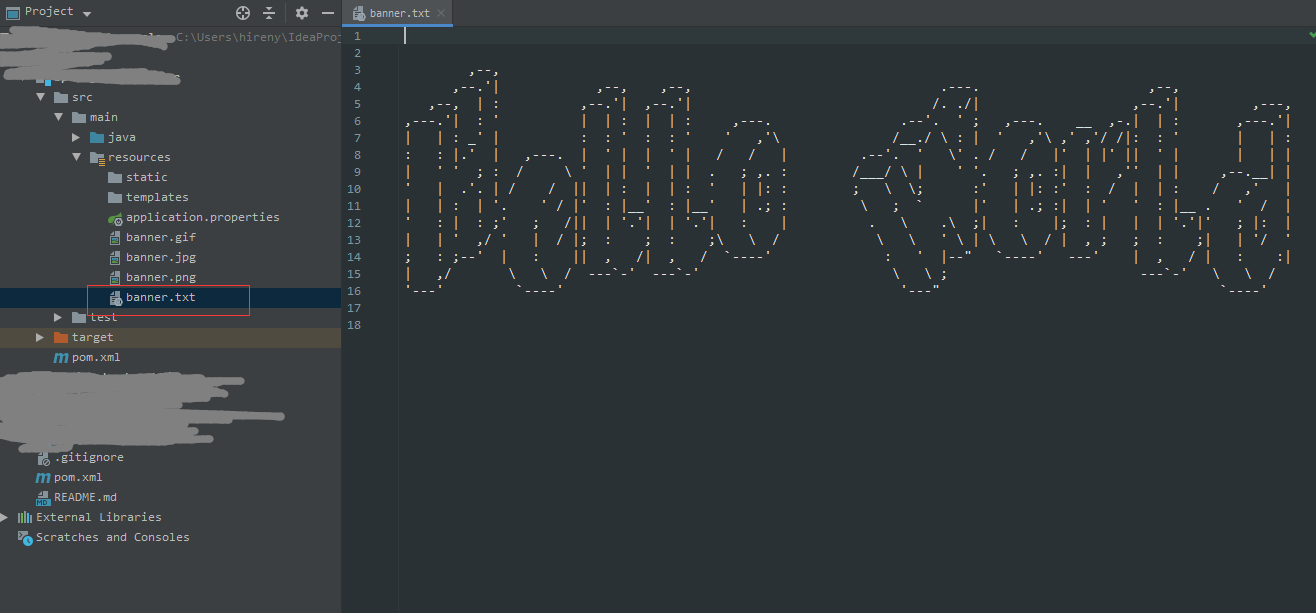 Project
banner.txt
C:\Users\hireny\IdeaProj
src
main
java
resources
static
templates
application.properties
banner.gif
banner.jpg
banner.png
banner.txt
test
target
pom.xml
.gitignore
pom.xml
README.md
External Libraries
Scratches and Consoles
1
2
3
4
5
6
7
8
9
10
11
12
13
14
15
16
17
18
Hello World